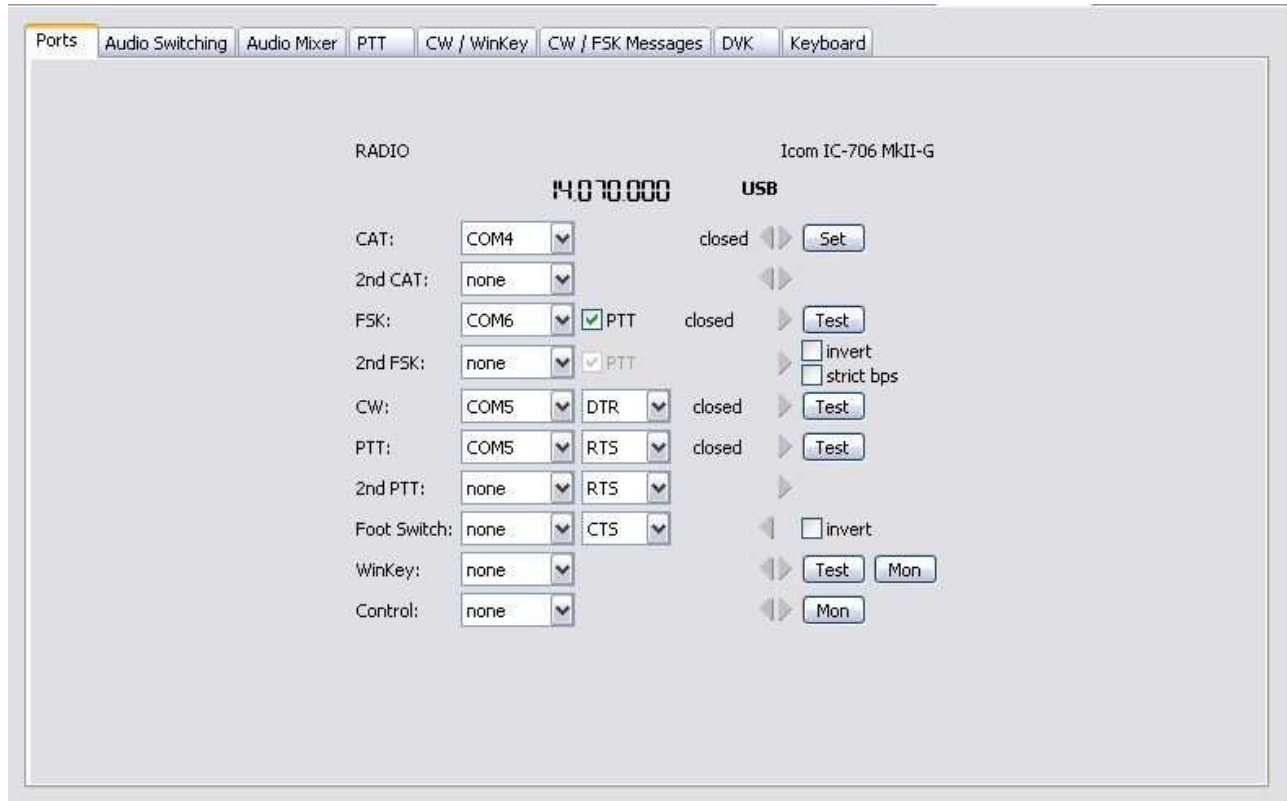 Ports Audio Switching Audio Mixer PTT CW / WinKey CW / FSK Messages DVK Keyboard
RADIO Icom IC-706 MkII-G
14.070.000 USB
CAT: COM4 closed Set
2nd CAT: none
FSK: COM6 PTT closed Test
2nd FSK: none PTT invert
strict bps
CW: COM5 DTR closed Test
PTT: COM5 RTS closed Test
2nd PTT: none RTS
Foot Switch: none CTS invert
WinKey: none Test Mon
Control: none Mon